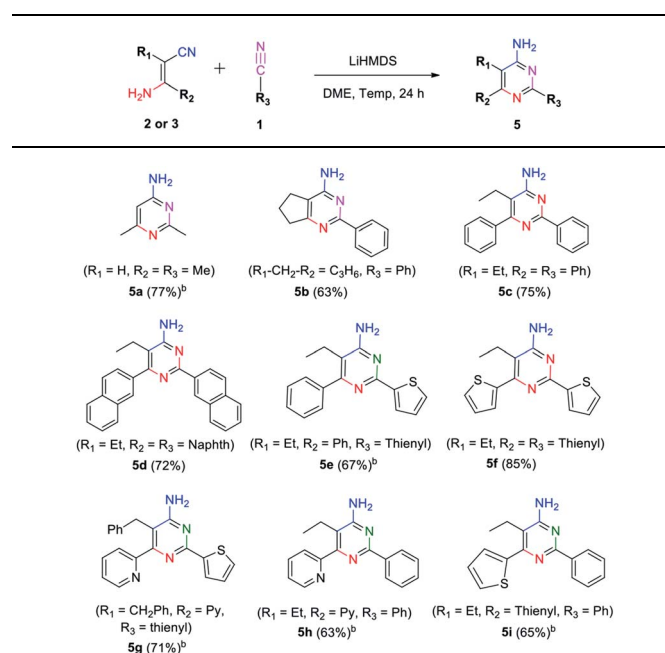 R₁ CN N LiHMDS R₁ NH₂ N
H₂N R₂ + R₃ DME, Temp, 24 h R₂ N R₃
2 or 3 1 5
NH₂ NH₂ NH₂
N N N
N N N
(R₁ = H, R₂ = R₃ = Me) (R₁-CH₂-R₂ = C₃H₆, R₃ = Ph) (R₁ = Et, R₂ = R₃ = Ph)
5a (77%)ᵇ 5b (63%) 5c (75%)
NH₂ NH₂ NH₂
N N N
N N S S N S
(R₁ = Et, R₂ = R₃ = Naphth) (R₁ = Et, R₂ = Ph, R₃ = Thienyl) (R₁ = Et, R₂ = R₃ = Thienyl)
5d (72%) 5e (67%)ᵇ 5f (85%)
NH₂ NH₂ NH₂
Ph N N N
N N S N N S N
(R₁ = CH₂Ph, R₂ = Py, (R₁ = Et, R₂ = Py, R₃ = Ph) (R₁ = Et, R₂ = Thienyl, R₃ = Ph)
R₃ = thienyl) 5h (63%)ᵇ 5i (65%)ᵇ
5g (71%)ᵇ